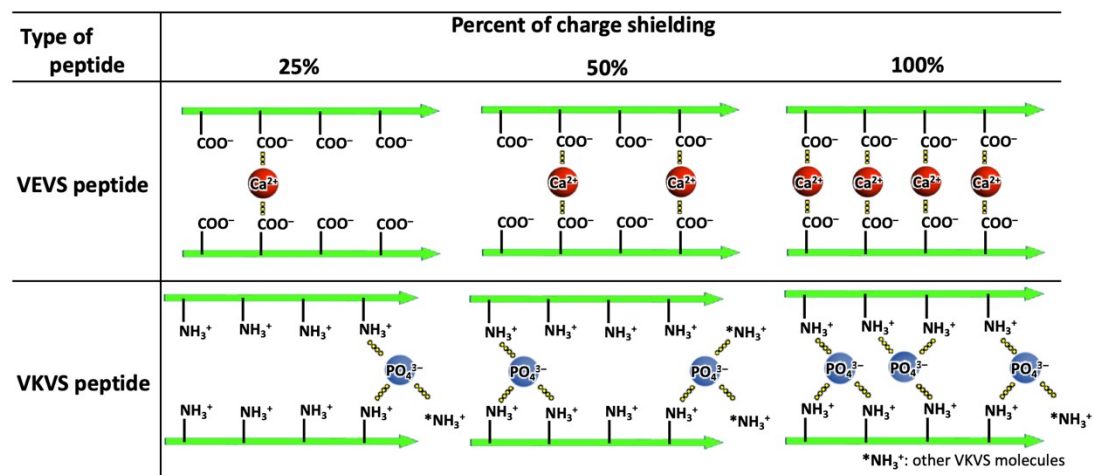 Type of peptide
Percent of charge shielding
25% 50% 100%
COO⁻ COO⁻ COO⁻ COO⁻ COO⁻ COO⁻ COO⁻ COO⁻ COO⁻ COO⁻ COO⁻ COO⁻
VEVS peptide Ca²⁺ Ca²⁺ Ca²⁺ Ca²⁺ Ca²⁺ Ca²⁺ Ca²⁺
COO⁻ COO⁻ COO⁻ COO⁻ COO⁻ COO⁻ COO⁻ COO⁻ COO⁻ COO⁻ COO⁻ COO⁻
NH₃⁺ NH₃⁺ NH₃⁺ NH₃⁺ NH₃⁺ NH₃⁺ NH₃⁺ NH₃⁺ *NH₃⁺ NH₃⁺ NH₃⁺ NH₃⁺ NH₃⁺
VKVS peptide PO₄³⁻ PO₄³⁻ PO₄³⁻ PO₄³⁻ PO₄³⁻ PO₄³⁻
NH₃⁺ NH₃⁺ NH₃⁺ NH₃⁺ *NH₃⁺ NH₃⁺ NH₃⁺ NH₃⁺ NH₃⁺ *NH₃⁺ NH₃⁺ NH₃⁺ NH₃⁺ NH₃⁺ *NH₃⁺
*NH₃⁺: other VKVS molecules